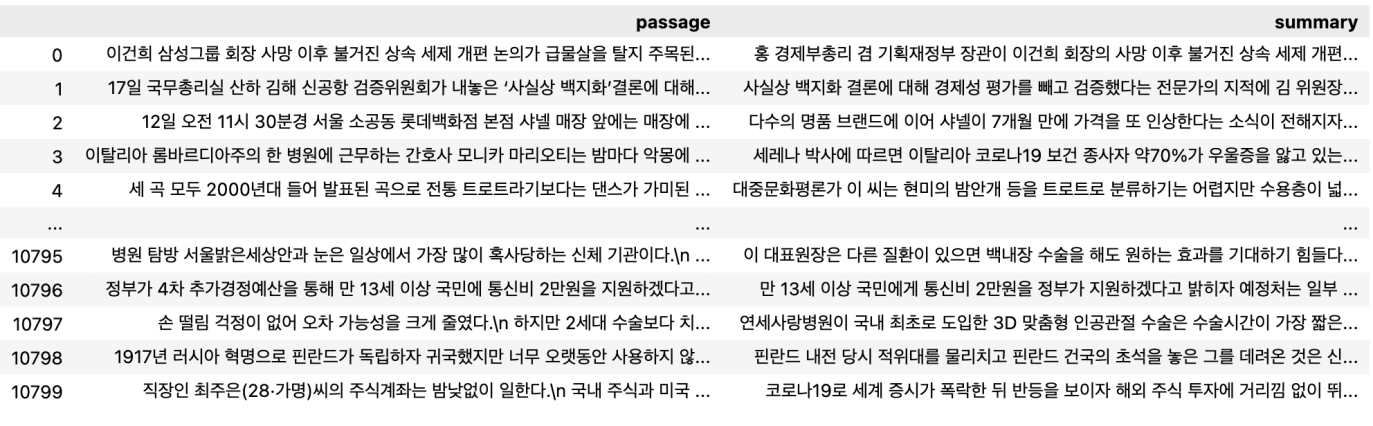 passage summary
0 이건희 삼성그룹 회장 사망 이후 불거진 상속 세제 개편 논의가 급물살을 탈지 주목된... 홍 경제부총리 겸 기획재정부 장관이 이건희 회장의 사망 이후 불거진 상속 세제 개편...
1 17일 국무총리실 산하 김해 신공항 검증위원회가 내놓은 ‘사실상 백지화’결론에 대해... 사실상 백지화 결론에 대해 경제성 평가를 빼고 검증했다는 전문가의 지적에 김 위원장...
2 12일 오전 11시 30분경 서울 소공동 롯데백화점 본점 샤넬 매장 앞에는 매장에 ... 다수의 명품 브랜드에 이어 샤넬이 7개월 만에 가격을 또 인상한다는 소식이 전해지자...
3 이탈리아 롬바르디아주의 한 병원에 근무하는 간호사 모니카 마리오티는 밤마다 악몽에 ... 세레나 박사에 따르면 이탈리아 코로나19 보건 종사자 약70%가 우울증을 앓고 있는...
4 세 곡 모두 2000년대 들어 발표된 곡으로 전통 트로트라기보다는 댄스가 가미된 ... 대중문화평론가 이 씨는 현미의 밤안개 등을 트로트로 분류하기는 어렵지만 수용층이 넓...
... ... ...
10795 병원 탐방 서울밝은세상안과 눈은 일상에서 가장 많이 혹사당하는 신체 기관이다.\n ... 이 대표원장은 다른 질환이 있으면 백내장 수술을 해도 원하는 효과를 기대하기 힘들다...
10796 정부가 4차 추가경정예산을 통해 만 13세 이상 국민에 통신비 2만원을 지원하겠다고... 만 13세 이상 국민에게 통신비 2만원을 정부가 지원하겠다고 밝히자 예정처는 일부 ...
10797 손 떨림 걱정이 없어 오차 가능성을 크게 줄였다.\n 하지만 2세대 수술보다 치... 연세사랑병원이 국내 최초로 도입한 3D 맞춤형 인공관절 수술은 수술시간이 가장 짧은...
10798 1917년 러시아 혁명으로 핀란드가 독립하자 귀국했지만 너무 오랫동안 사용하지 않... 핀란드 내전 당시 적위대를 물리치고 핀란드 건국의 초석을 놓은 그를 데려온 것은 신...
10799 직장인 최주은(28·가명)씨의 주식계좌는 밤낮없이 일한다.\n 국내 주식과 미국 ... 코로나19로 세계 증시가 폭락한 뒤 반등을 보이자 해외 주식 투자에 거리낌 없이 뛰...